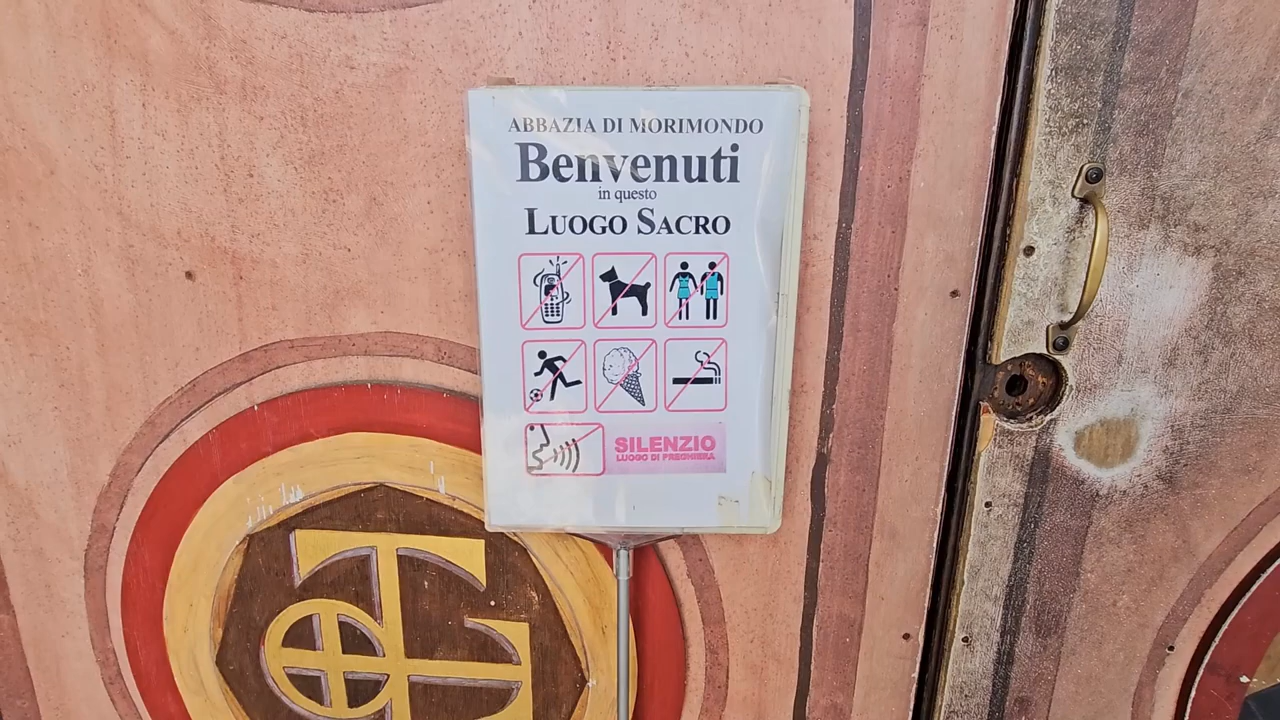 ABBAZIA DI MORIMONDO
Benvenuti
in questo
LUOGO SACRO
SILENZIO
LUOGO DI PREGHIERA